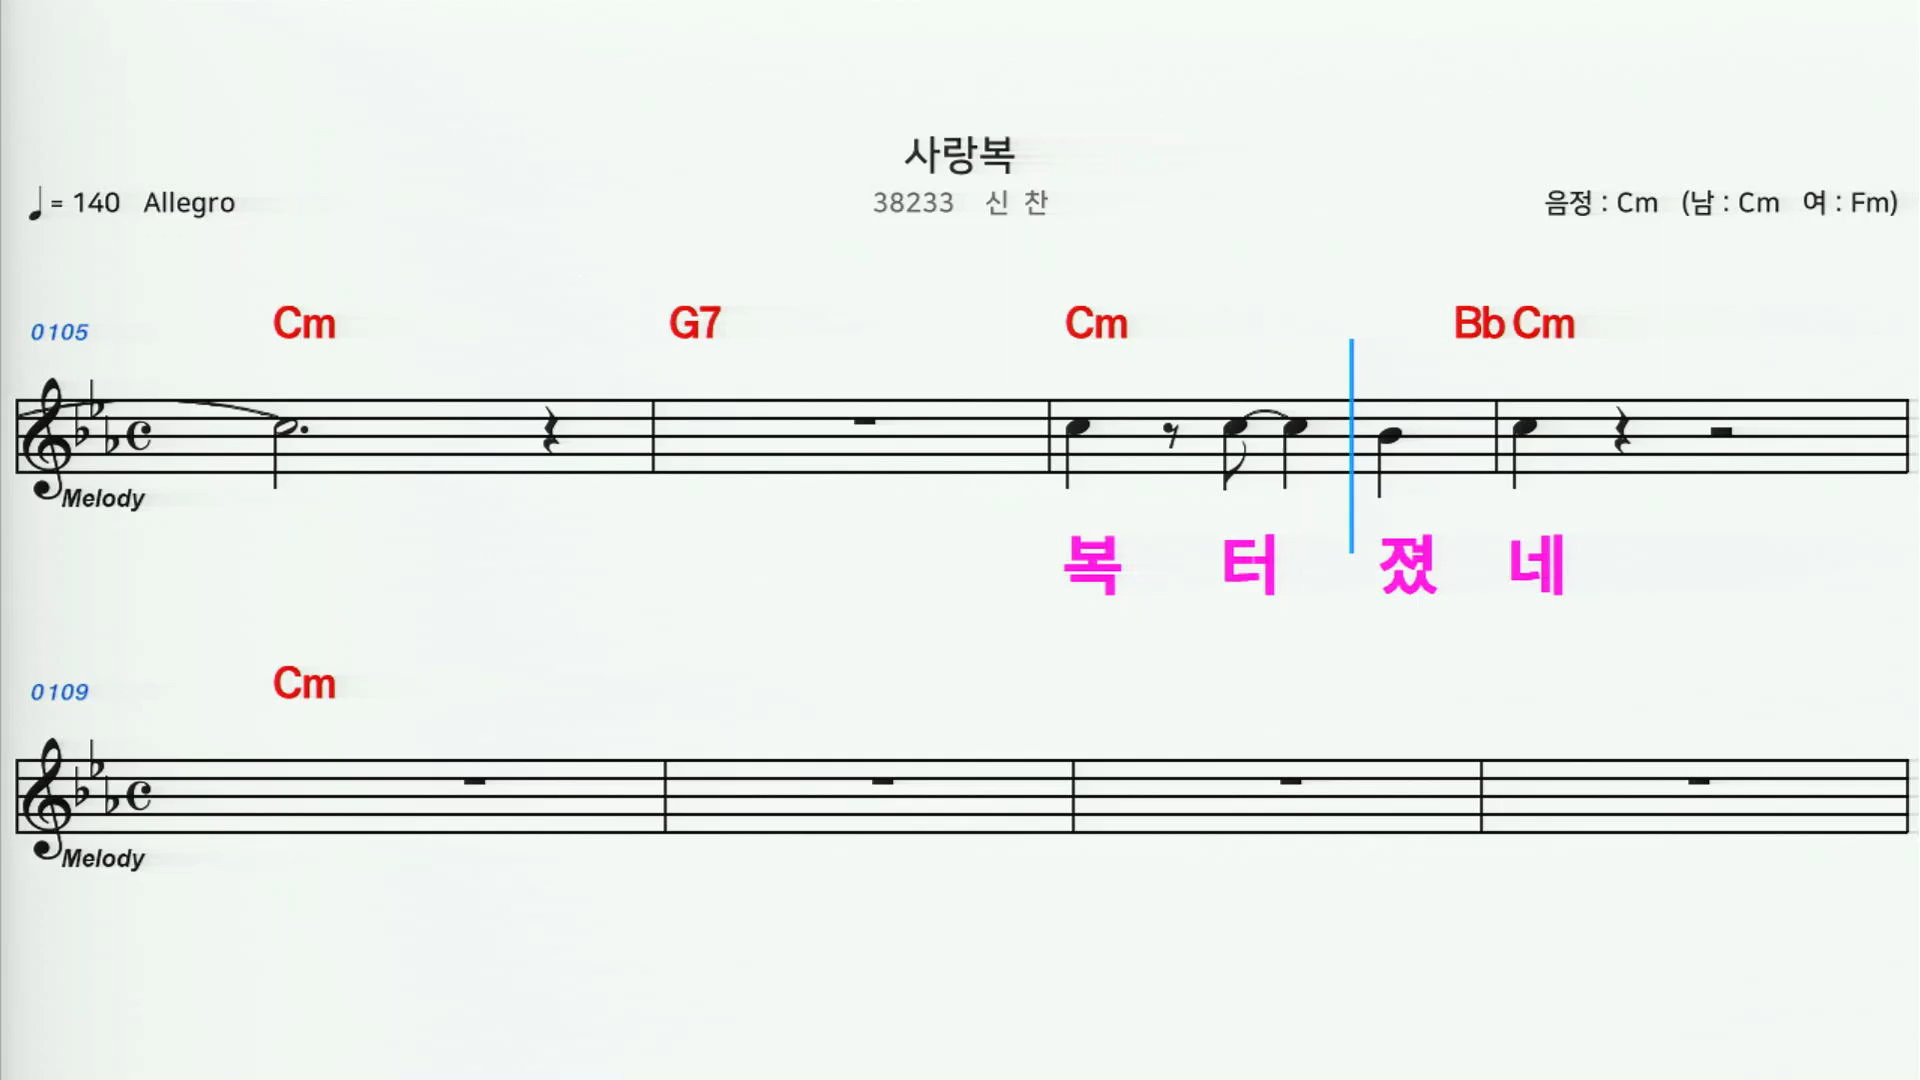 사랑복
♩ = 140 Allegro
38233 신 찬
음정 : Cm (남 : Cm 여 : Fm)
0105 Cm G7 Cm Bb Cm
Melody
복 터 졌 네
0109 Cm
Melody